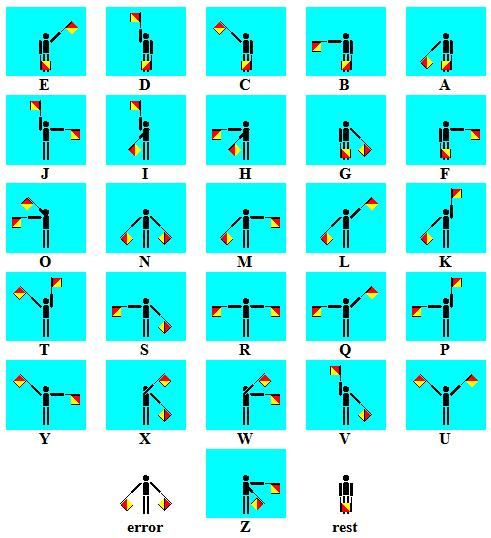 E D C B A
J I H G F
O N M L K
T S R Q P
Y X W V U
error Z rest